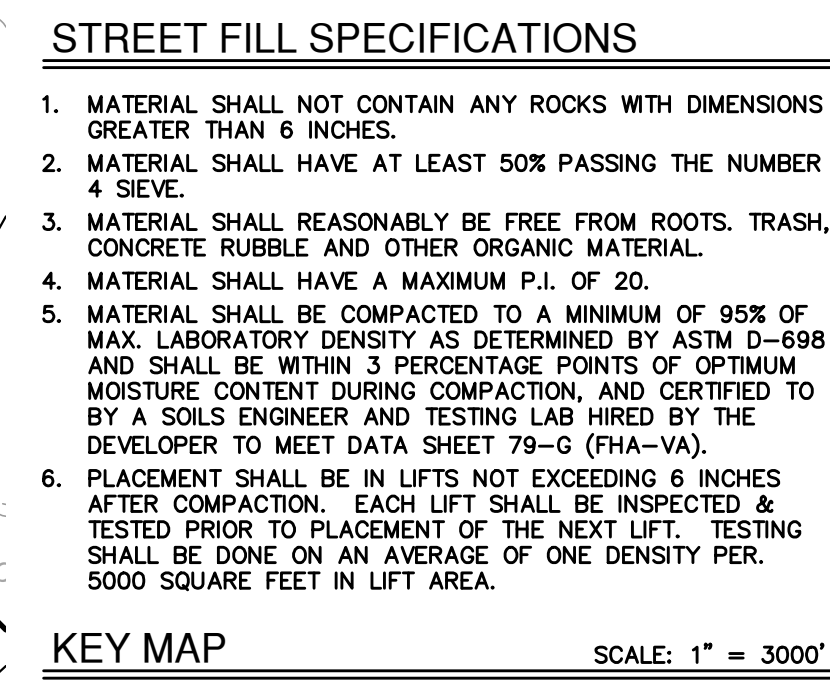 STREET FILL SPECIFICATIONS
1. MATERIAL SHALL NOT CONTAIN ANY ROCKS WITH DIMENSIONS
GREATER THAN 6 INCHES.
2. MATERIAL SHALL HAVE AT LEAST 50% PASSING THE NUMBER
4 SIEVE.
3. MATERIAL SHALL REASONABLY BE FREE FROM ROOTS. TRASH,
CONCRETE RUBBLE AND OTHER ORGANIC MATERIAL.
4. MATERIAL SHALL HAVE A MAXIMUM P.I. OF 20.
5. MATERIAL SHALL BE COMPACTED TO A MINIMUM OF 95% OF
MAX. LABORATORY DENSITY AS DETERMINED BY ASTM D-698
AND SHALL BE WITHIN 3 PERCENTAGE POINTS OF OPTIMUM
MOISTURE CONTENT DURING COMPACTION, AND CERTIFIED TO
BY A SOILS ENGINEER AND TESTING LAB HIRED BY THE
DEVELOPER TO MEET DATA SHEET 79-G (FHA-VA).
6. PLACEMENT SHALL BE IN LIFTS NOT EXCEEDING 6 INCHES
AFTER COMPACTION. EACH LIFT SHALL BE INSPECTED &
TESTED PRIOR TO PLACEMENT OF THE NEXT LIFT. TESTING
SHALL BE DONE ON AN AVERAGE OF ONE DENSITY PER.
5000 SQUARE FEET IN LIFT AREA.
KEY MAP SCALE: 1" = 3000'